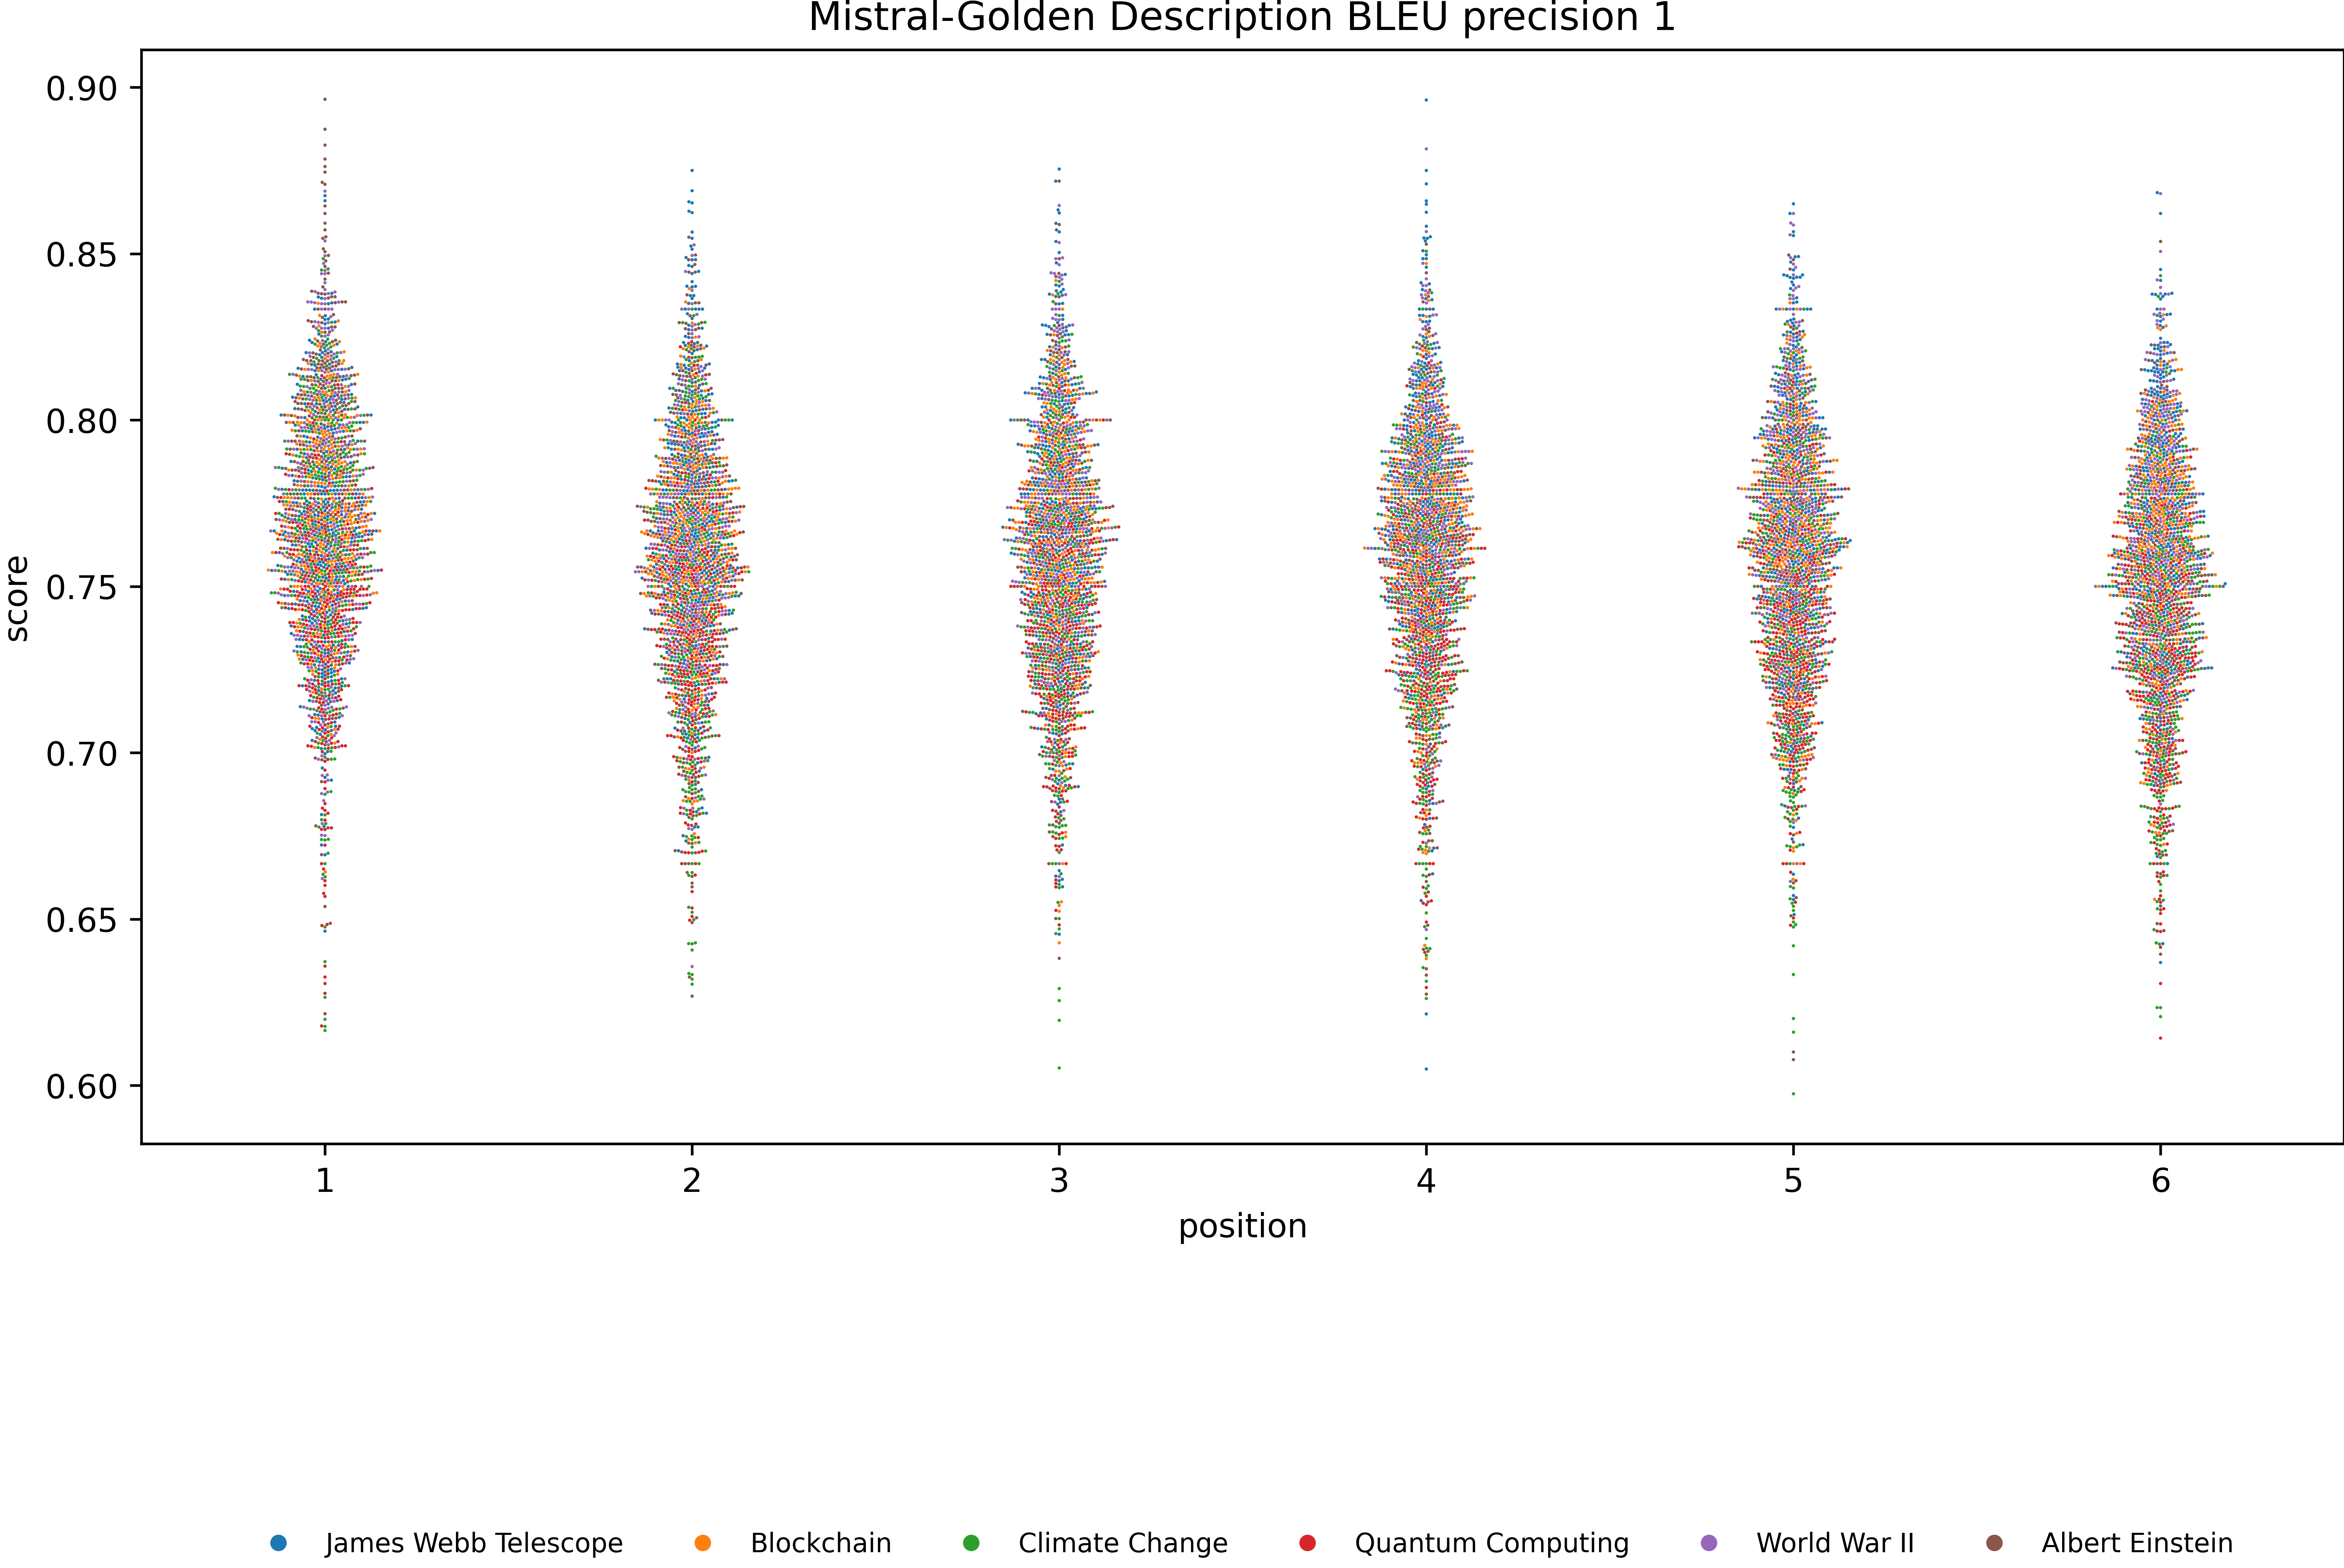 Mistral-Golden Description BLEU precision 1
0.90
0.85
0.80
0.75
0.70
0.65
0.60
score
1 2 3 4 5 6
position
James Webb Telescope Blockchain Climate Change Quantum Computing World War II Albert Einstein